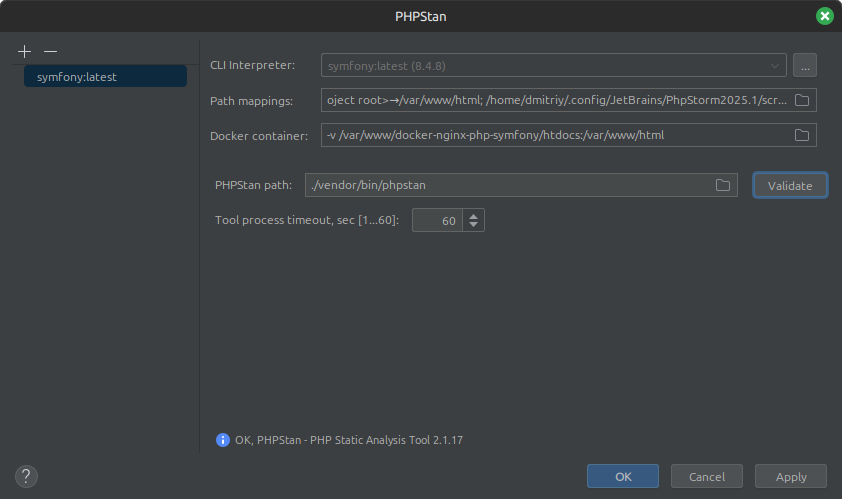 PHPStan
symfony:latest
CLI Interpreter:
symfony:latest (8.4.8)
...
Path mappings:
oject root>→/var/www/html; /home/dmitriy/.config/JetBrains/PhpStorm2025.1/scr...
Docker container:
-v /var/www/docker-nginx-php-symfony/htdocs:/var/www/html
PHPStan path:
./vendor/bin/phpstan
Validate
Tool process timeout, sec [1...60]:
60
OK, PHPStan - PHP Static Analysis Tool 2.1.17
?
OK
Cancel
Apply